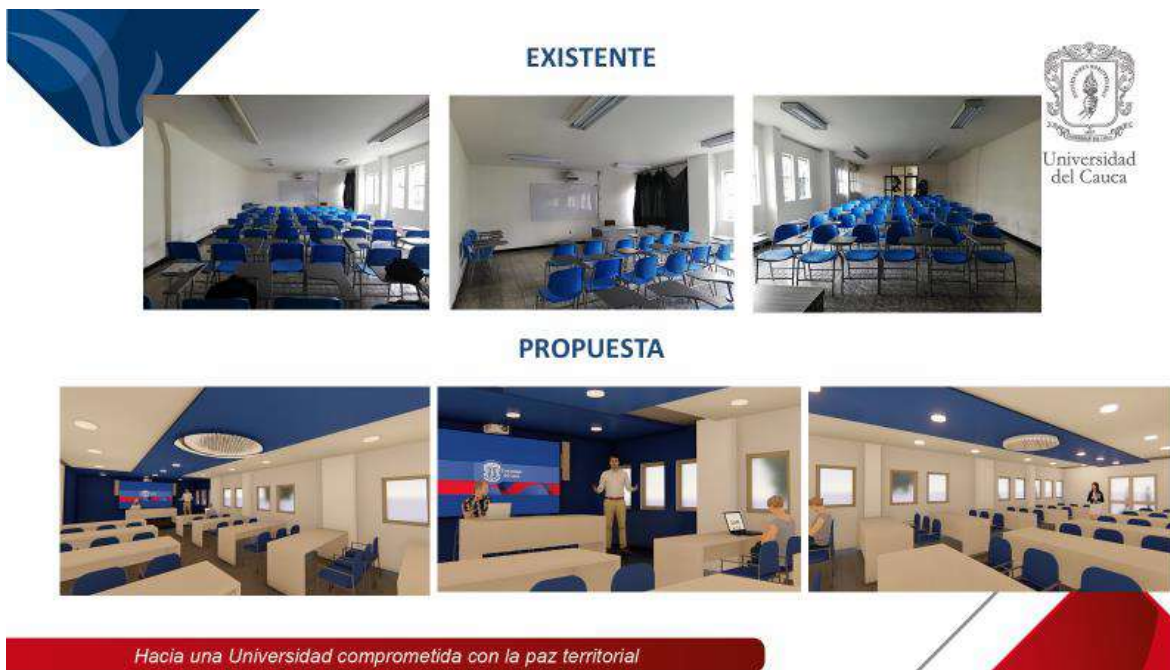 EXISTENTE
Universidad
del Cauca
PROPUESTA
Hacia una Universidad comprometida con la paz territorial